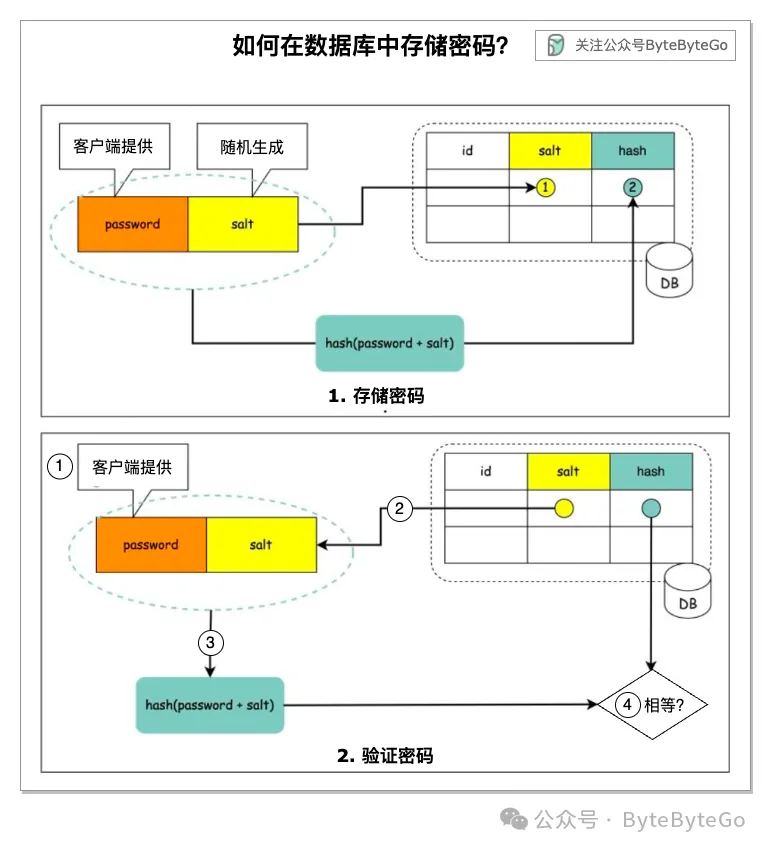 如何在数据库中存储密码?
关注公众号ByteByteGo
客户端提供
随机生成
password
salt
id
salt
hash
1
2
DB
hash(password + salt)
1. 存储密码
1
客户端提供
password
salt
id
salt
hash
2
DB
3
hash(password + salt)
4
相等?
2. 验证密码
公众号 · ByteByteGo